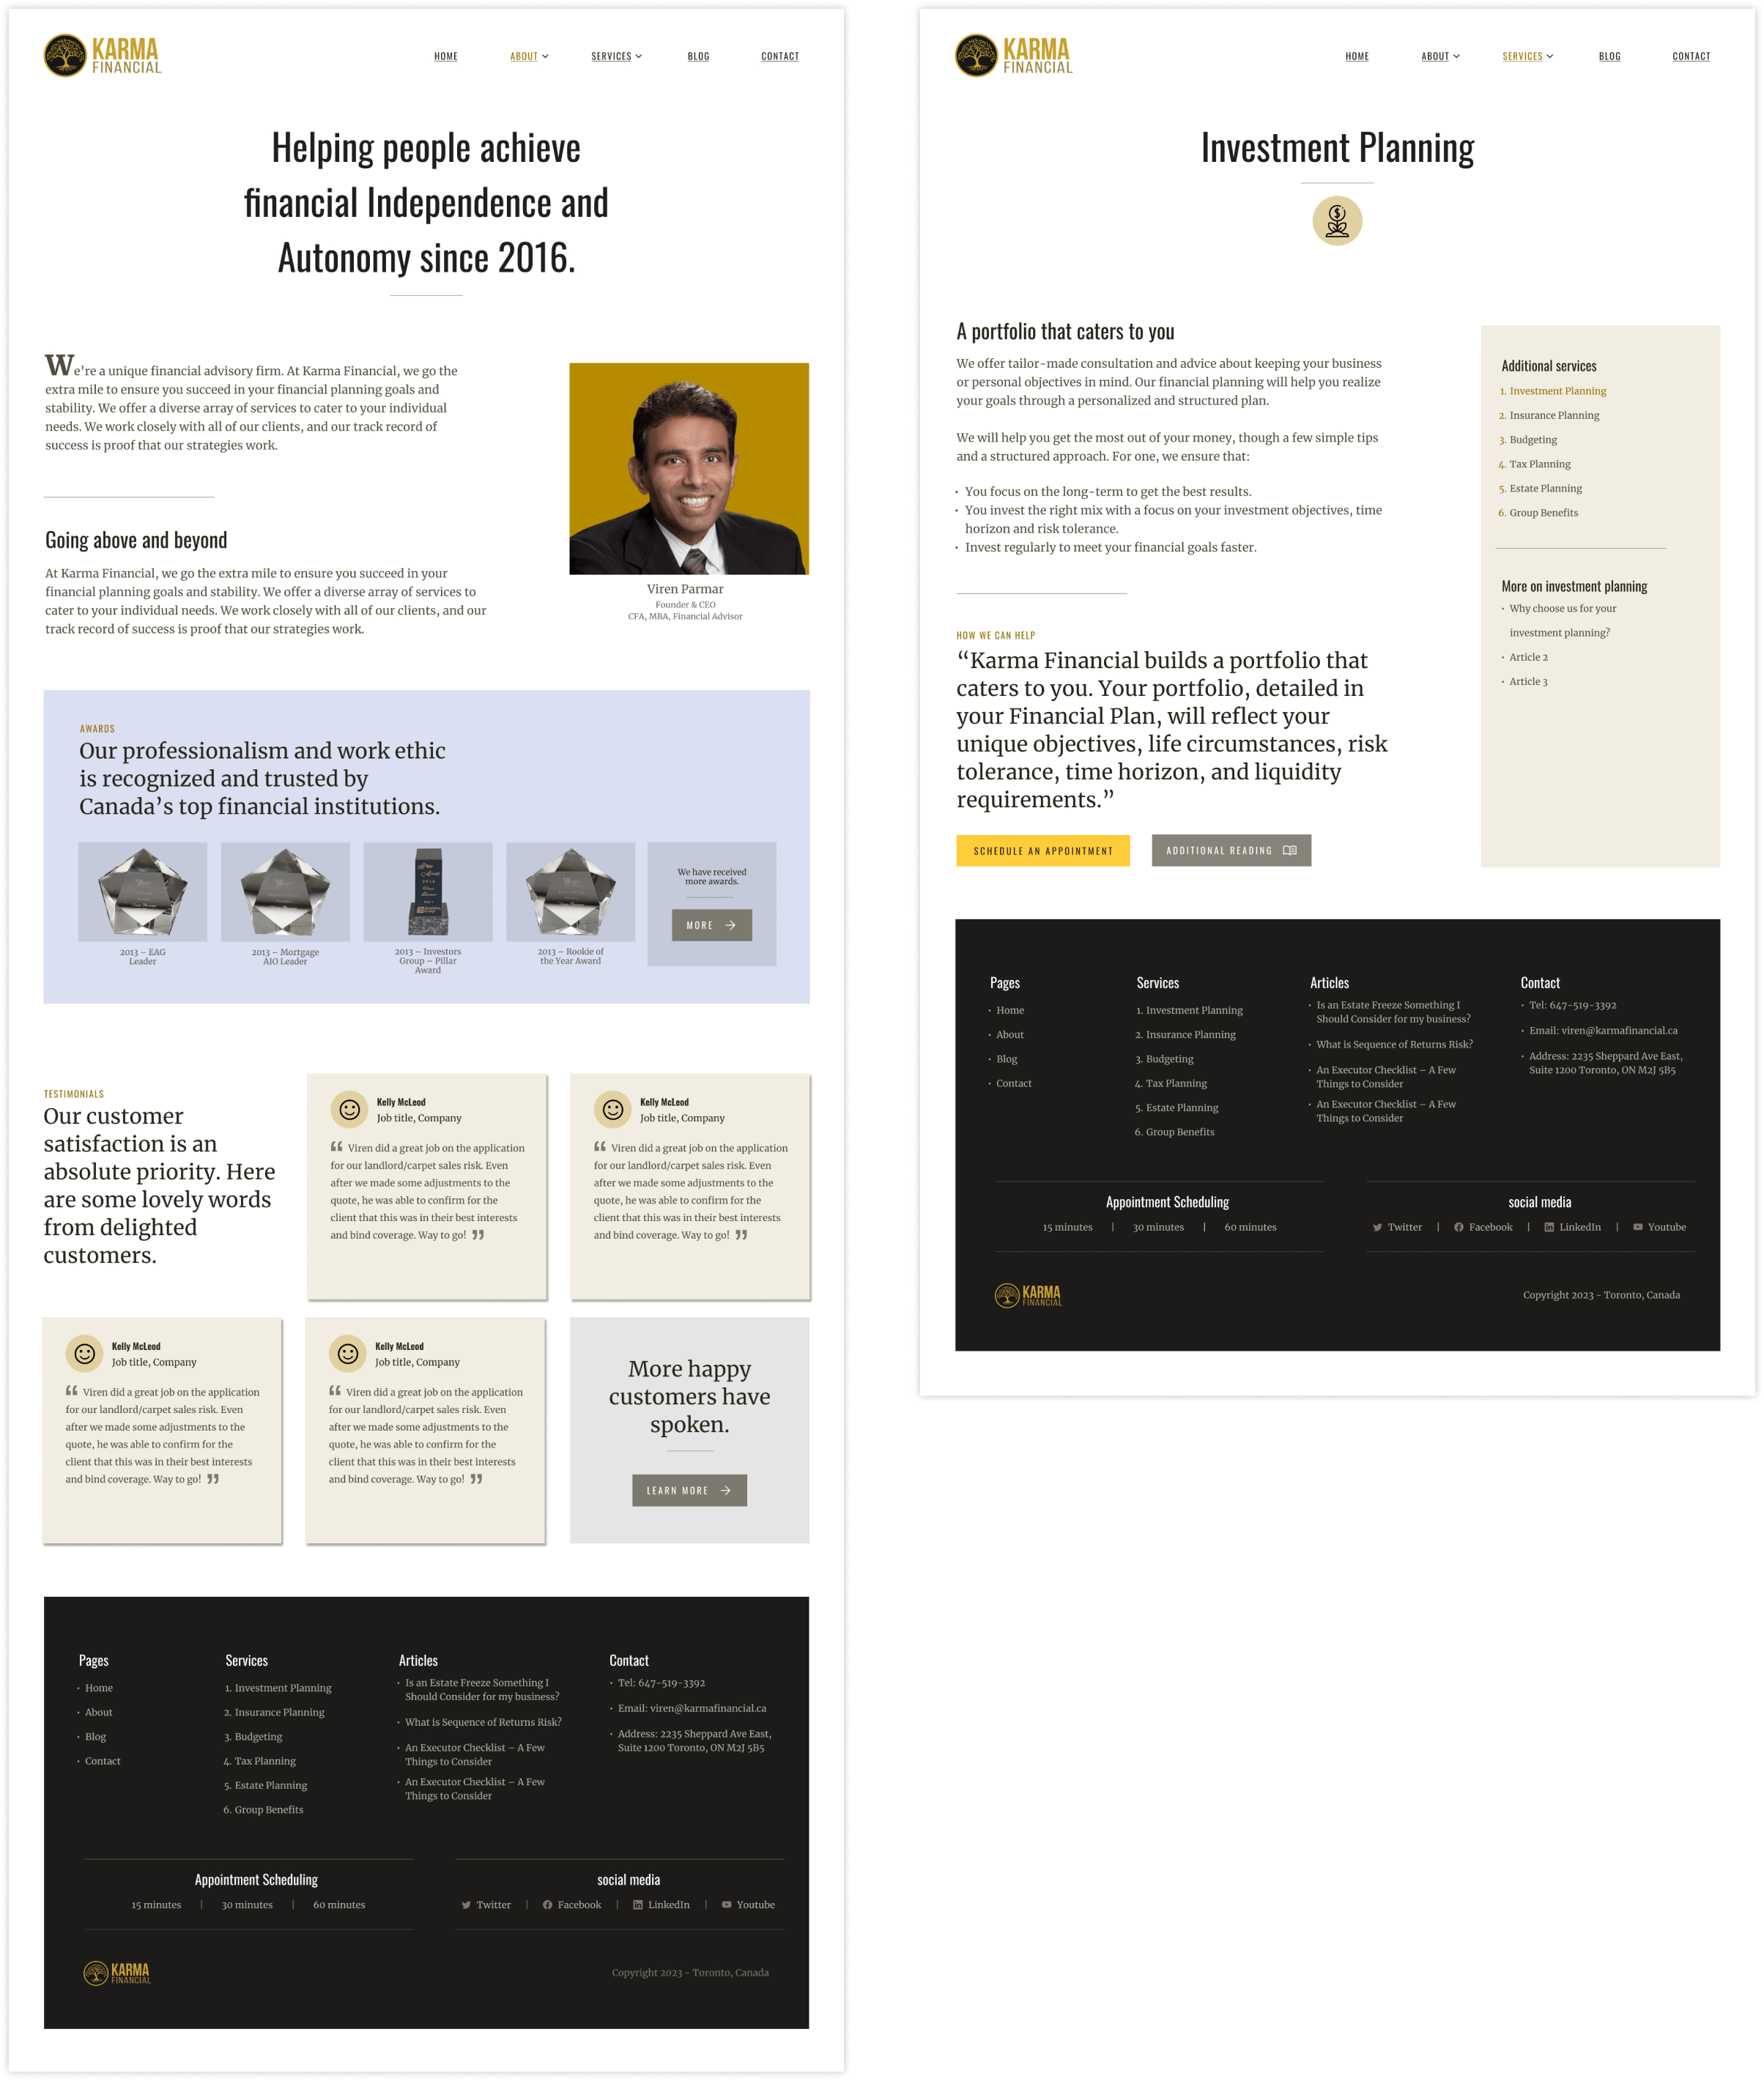 KARMA
FINANCIAL
HOME
ABOUT
SERVICES
BLOG
CONTACT
Helping people achieve
financial Independence and
Autonomy since 2016.
We’re a unique financial advisory firm. At Karma Financial, we go the
extra mile to ensure you succeed in your financial planning goals and
stability. We offer a diverse array of services to cater to your individual
needs. We work closely with all of our clients, and our track record of
success is proof that our strategies work.
Going above and beyond
At Karma Financial, we go the extra mile to ensure you succeed in your
financial planning goals and stability. We offer a diverse array of services to
cater to your individual needs. We work closely with all of our clients, and our
track record of success is proof that our strategies work.
Viren Parmar
Founder & CEO
CFA, MBA, Financial Advisor
AWARDS
Our professionalism and work ethic
is recognized and trusted by
Canada’s top financial institutions.
2013 – EAG
Leader
2013 – Mortgage
AIO Leader
2013 – Investors
Group – Pillar
Award
2013 – Rookie of
the Year Award
We have received
more awards.
MORE
TESTIMONIALS
Our customer
satisfaction is an
absolute priority. Here
are some lovely words
from delighted
customers.
Kelly McLeod
Job title, Company
“ Viren did a great job on the application
for our landlord/carpet sales risk. Even
after we made some adjustments to the
quote, he was able to confirm for the
client that this was in their best interests
and bind coverage. Way to go! ”
Kelly McLeod
Job title, Company
“ Viren did a great job on the application
for our landlord/carpet sales risk. Even
after we made some adjustments to the
quote, he was able to confirm for the
client that this was in their best interests
and bind coverage. Way to go! ”
Kelly McLeod
Job title, Company
“ Viren did a great job on the application
for our landlord/carpet sales risk. Even
after we made some adjustments to the
quote, he was able to confirm for the
client that this was in their best interests
and bind coverage. Way to go! ”
Kelly McLeod
Job title, Company
“ Viren did a great job on the application
for our landlord/carpet sales risk. Even
after we made some adjustments to the
quote, he was able to confirm for the
client that this was in their best interests
and bind coverage. Way to go! ”
More happy
customers have
spoken.
LEARN MORE
Pages
• Home
• About
• Blog
• Contact
Services
1. Investment Planning
2. Insurance Planning
3. Budgeting
4. Tax Planning
5. Estate Planning
6. Group Benefits
Articles
• Is an Estate Freeze Something I
Should Consider for my business?
• What is Sequence of Returns Risk?
• An Executor Checklist – A Few
Things to Consider
• An Executor Checklist – A Few
Things to Consider
Contact
• Tel: 647-519-3392
• Email: viren@karmafinancial.ca
• Address: 2235 Sheppard Ave East,
Suite 1200 Toronto, ON M2J 5B5
Appointment Scheduling
15 minutes | 30 minutes | 60 minutes
social media
Twitter | Facebook | LinkedIn | Youtube
KARMA
FINANCIAL
Copyright 2023 - Toronto, Canada
KARMA
FINANCIAL
HOME
ABOUT
SERVICES
BLOG
CONTACT
Investment Planning
$
A portfolio that caters to you
We offer tailor-made consultation and advice about keeping your business
or personal objectives in mind. Our financial planning will help you realize
your goals through a personalized and structured plan.
We will help you get the most out of your money, though a few simple tips
and a structured approach. For one, we ensure that:
• You focus on the long-term to get the best results.
• You invest the right mix with a focus on your investment objectives, time
horizon and risk tolerance.
• Invest regularly to meet your financial goals faster.
HOW WE CAN HELP
“Karma Financial builds a portfolio that
caters to you. Your portfolio, detailed in
your Financial Plan, will reflect your
unique objectives, life circumstances, risk
tolerance, time horizon, and liquidity
requirements.”
SCHEDULE AN APPOINTMENT
ADDITIONAL READING
Additional services
1. Investment Planning
2. Insurance Planning
3. Budgeting
4. Tax Planning
5. Estate Planning
6. Group Benefits
More on investment planning
• Why choose us for your
investment planning?
• Article 2
• Article 3
Pages
• Home
• About
• Blog
• Contact
Services
1. Investment Planning
2. Insurance Planning
3. Budgeting
4. Tax Planning
5. Estate Planning
6. Group Benefits
Articles
• Is an Estate Freeze Something I
Should Consider for my business?
• What is Sequence of Returns Risk?
• An Executor Checklist – A Few
Things to Consider
• An Executor Checklist – A Few
Things to Consider
Contact
• Tel: 647-519-3392
• Email: viren@karmafinancial.ca
• Address: 2235 Sheppard Ave East,
Suite 1200 Toronto, ON M2J 5B5
Appointment Scheduling
15 minutes | 30 minutes | 60 minutes
social media
Twitter | Facebook | LinkedIn | Youtube
KARMA
FINANCIAL
Copyright 2023 - Toronto, Canada